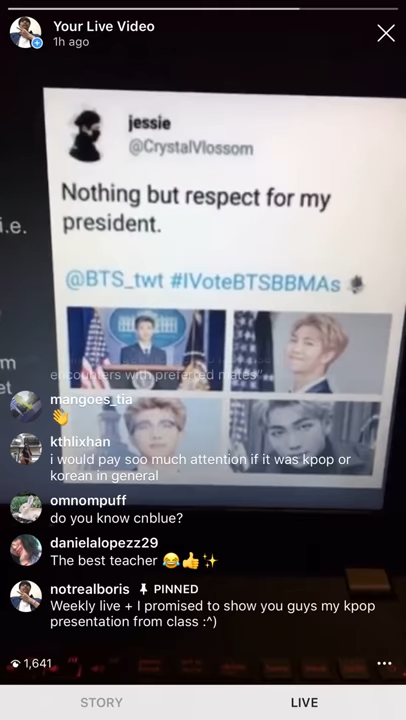 Your Live Video
1h ago
jessie
@CrystalVlossom
i.e.
Nothing but respect for my
president.
@BTS_twt #IVoteBTSBBMAs
m
et
encounters with preferred mates"
mangoes_tia
👋
kthlixhan
i would pay soo much attention if it was kpop or
korean in general
omnompuff
do you know cnblue?
danielalopezz29
The best teacher 😂👍✨
notrealboris PINNED
Weekly live + I promised to show you guys my kpop
presentation from class :^)
1,641
STORY LIVE